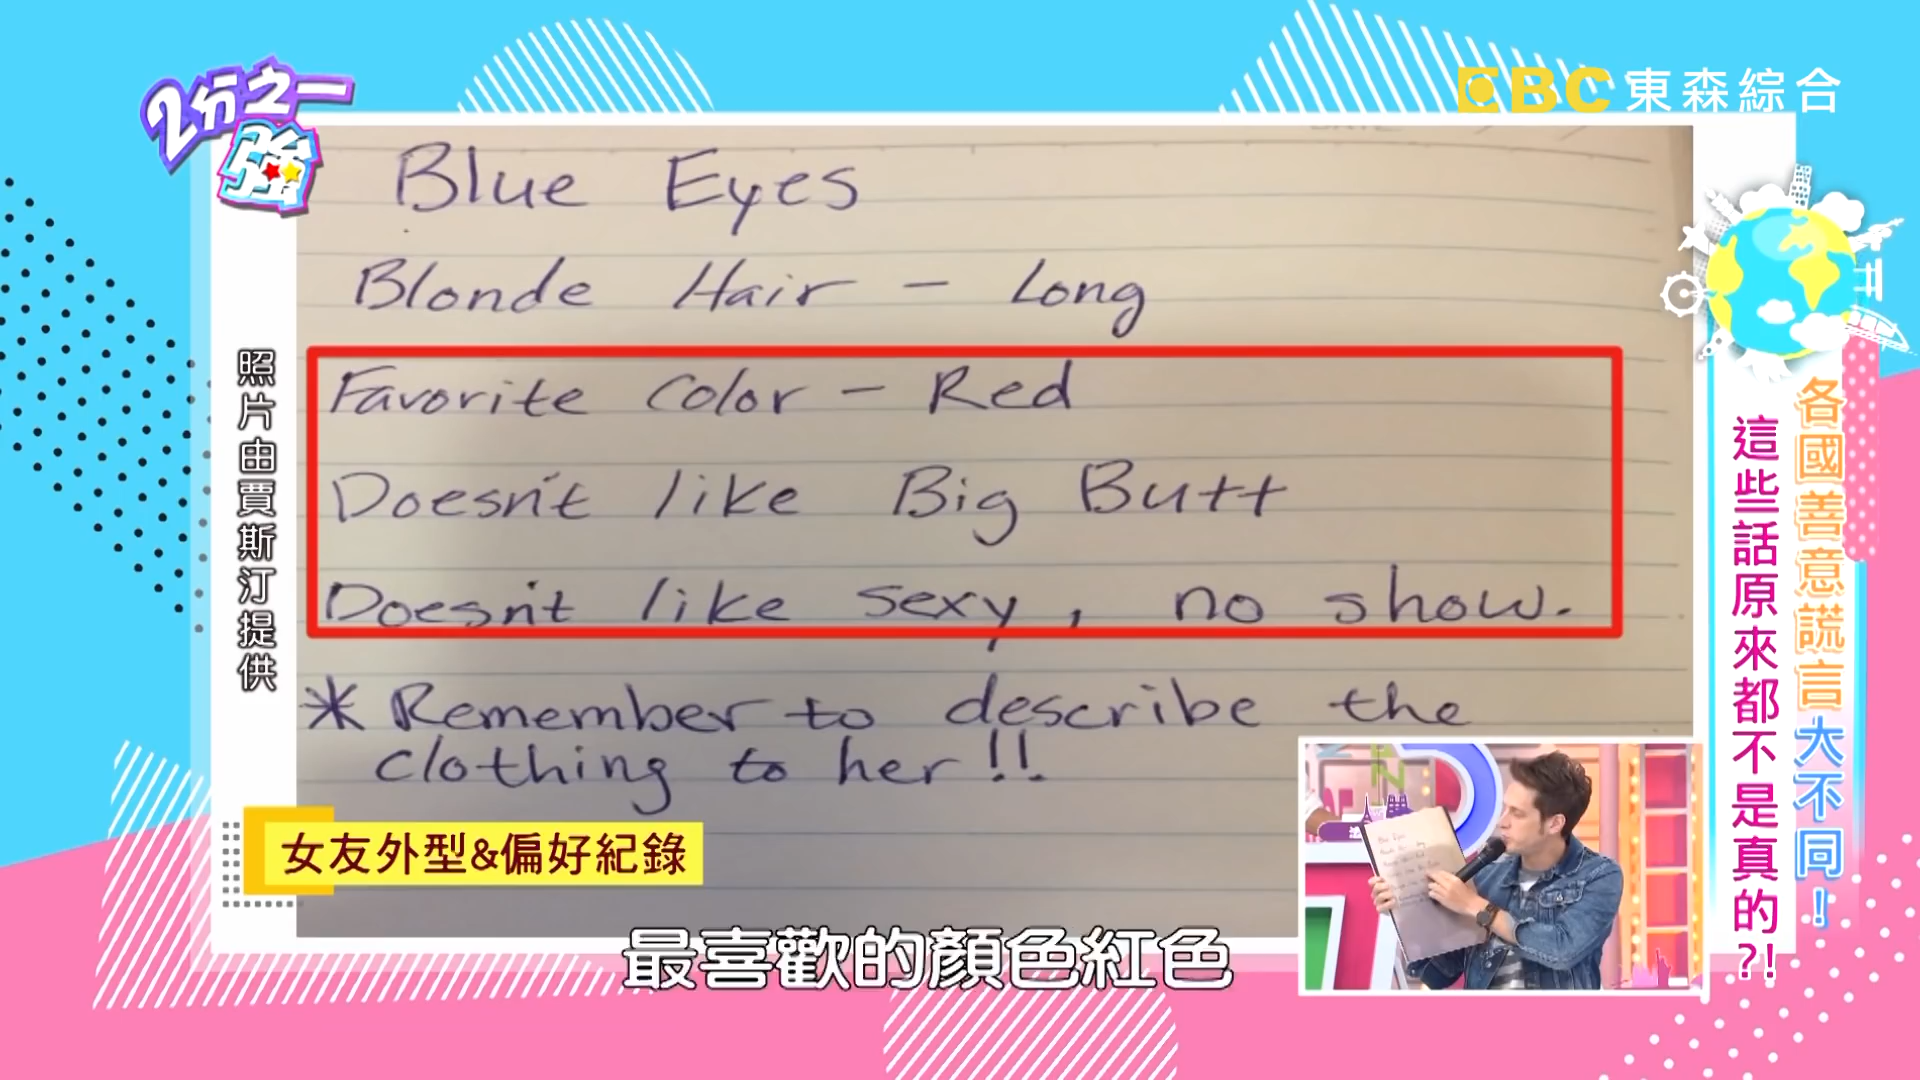 2分之一強
EBC 東森綜合
Blue Eyes
Blonde Hair - Long
Favorite Color - Red
Doesn't like Big Butt
Doesn't like sexy, no show.
* Remember to describe the
clothing to her!!
照片由賈斯汀提供
各國善意謊言大不同!
這些話原來都不是真的?!
女友外型&偏好紀錄
最喜歡的顏色紅色